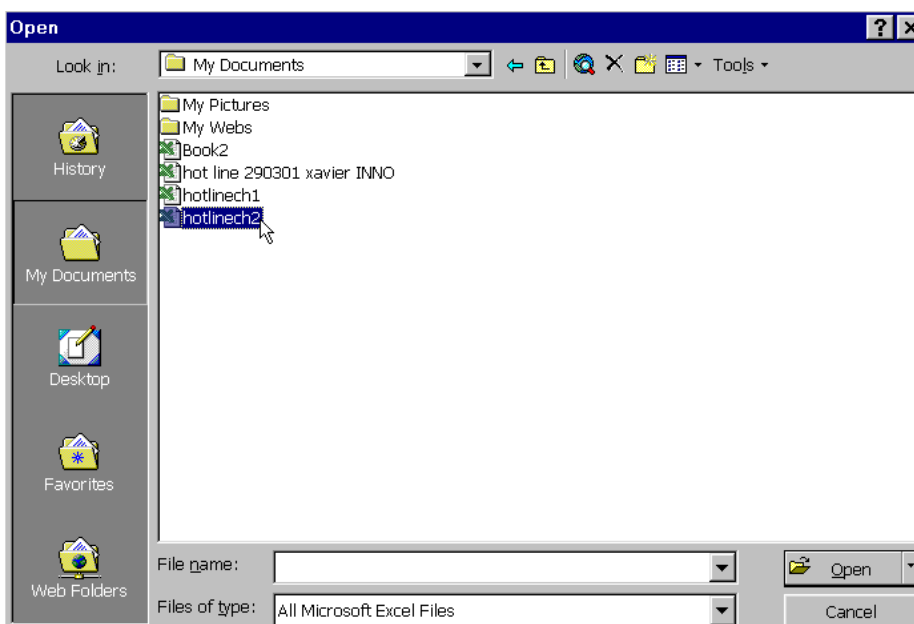 Open
Look in: My Documents Tools
My Pictures
My Webs
Book2
hot line 290301 xavier INNO
hotlinech1
hotlinech2
History
My Documents
Desktop
Favorites
Web Folders
File name: Open
Files of type: All Microsoft Excel Files Cancel